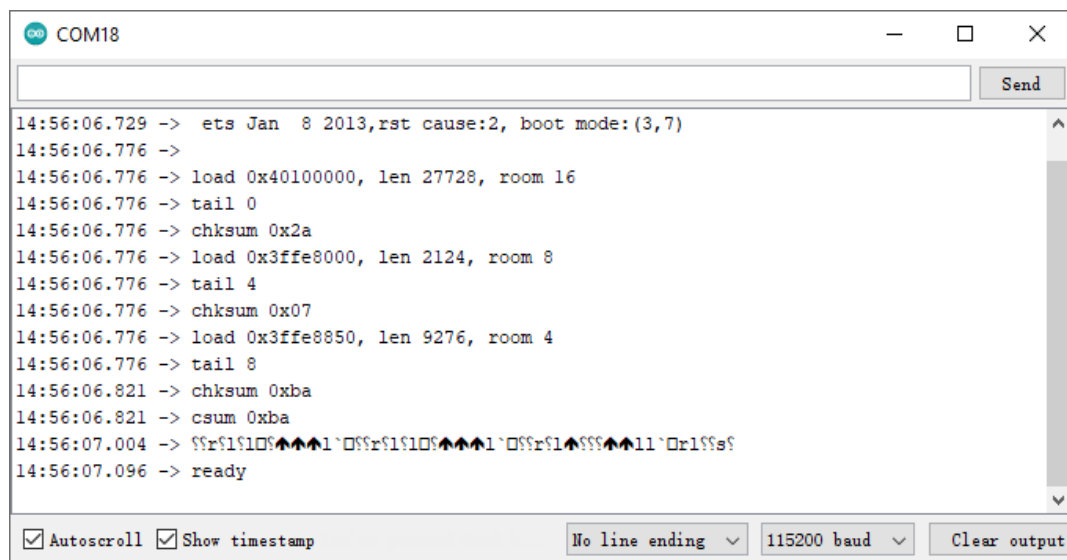 COM18
Send
14:56:06.729 ->  ets Jan  8 2013,rst cause:2, boot mode:(3,7)
14:56:06.776 ->
14:56:06.776 -> load 0x40100000, len 27728, room 16
14:56:06.776 -> tail 0
14:56:06.776 -> chksum 0x2a
14:56:06.776 -> load 0x3ffe8000, len 2124, room 8
14:56:06.776 -> tail 4
14:56:06.776 -> chksum 0x07
14:56:06.776 -> load 0x3ffe8850, len 9276, room 4
14:56:06.776 -> tail 8
14:56:06.821 -> chksum 0xba
14:56:06.821 -> csum 0xba
14:56:07.004 ->
14:56:07.096 -> ready
Autoscroll Show timestamp No line ending 115200 baud Clear output